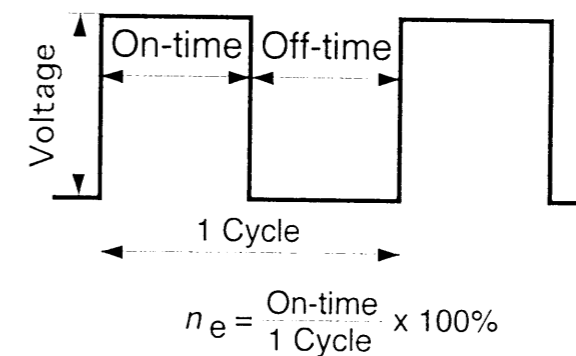 On-time Off-time
Voltage
1 Cycle
n e = On-time / 1 Cycle x 100%